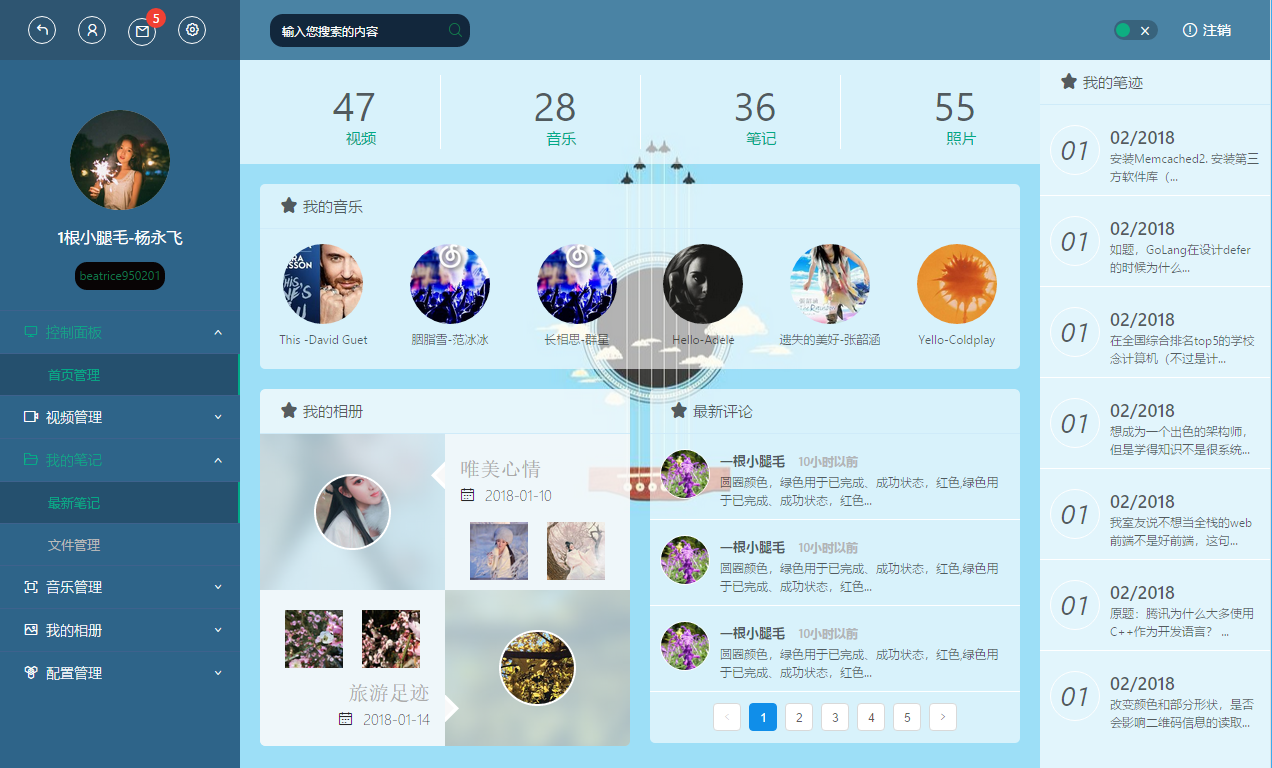 5
输入您搜索的内容
注销
1根小腿毛-杨永飞
beatrice950201
控制面板
首页管理
视频管理
我的笔记
最新笔记
文件管理
音乐管理
我的相册
配置管理
47
视频
28
音乐
36
笔记
55
照片
我的音乐
This -David Guet
胭脂雪-范冰冰
长相思-群星
Hello-Adele
遗失的美好-张韶涵
Yello-Coldplay
我的相册
唯美心情
2018-01-10
旅游足迹
2018-01-14
最新评论
一根小腿毛 10小时以前
圆圈颜色，绿色用于已完成、成功状态，红色,绿色用
于已完成、成功状态，红色...
一根小腿毛 10小时以前
圆圈颜色，绿色用于已完成、成功状态，红色,绿色用
于已完成、成功状态，红色...
一根小腿毛 10小时以前
圆圈颜色，绿色用于已完成、成功状态，红色,绿色用
于已完成、成功状态，红色...
< 1 2 3 4 5 >
我的笔迹
01
02/2018
安装Memcached2. 安装第三
方软件库（...
01
02/2018
如题，GoLang在设计defer
的时候为什么...
01
02/2018
在全国综合排名top5的学校
念计算机（不过是计...
01
02/2018
想成为一个出色的架构师，
但是学得知识不是很系统...
01
02/2018
我室友说不想当全栈的web
前端不是好前端，这句...
01
02/2018
原题：腾讯为什么大多使用
C++作为开发语言？ ...
01
02/2018
改变颜色和部分形状，是否
会影响二维码信息的读取...